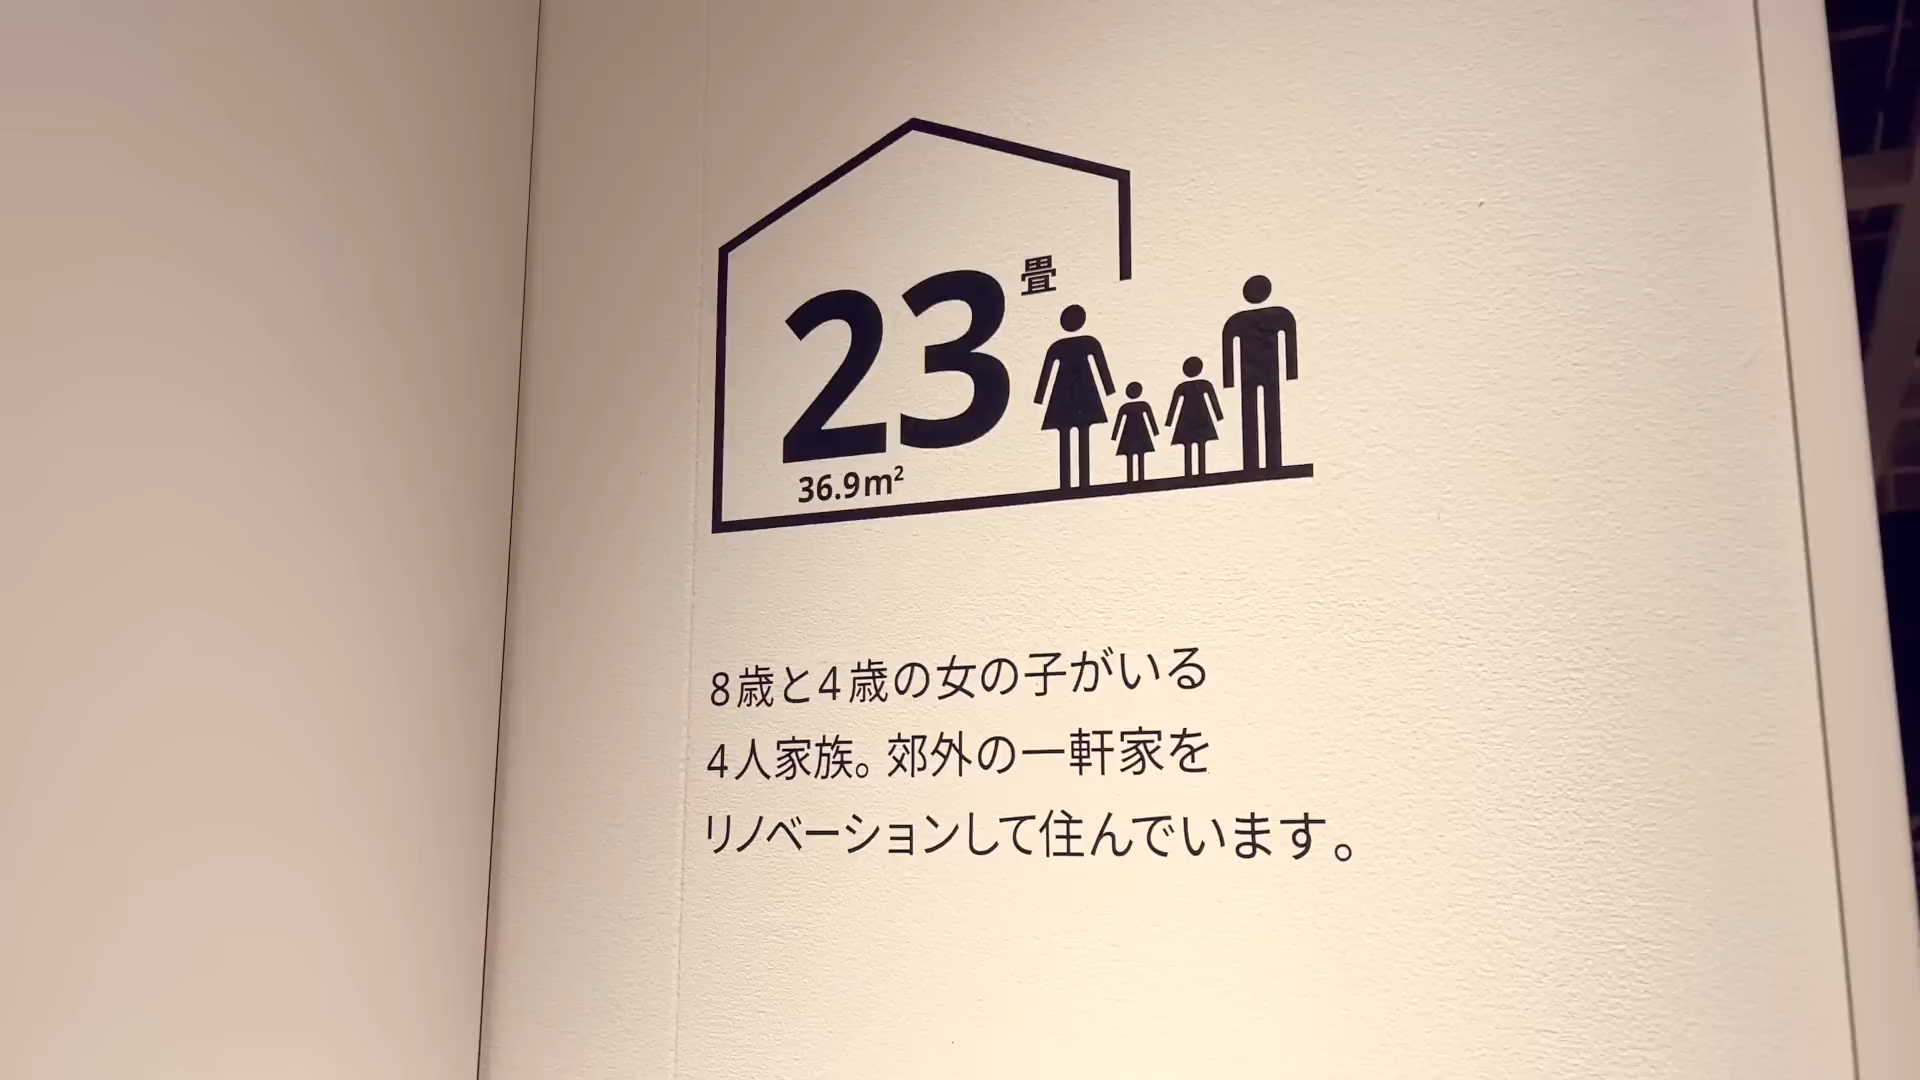 23畳
36.9m²
8歳と4歳の女の子がいる
4人家族。郊外の一軒家を
リノベーションして住んでいます。